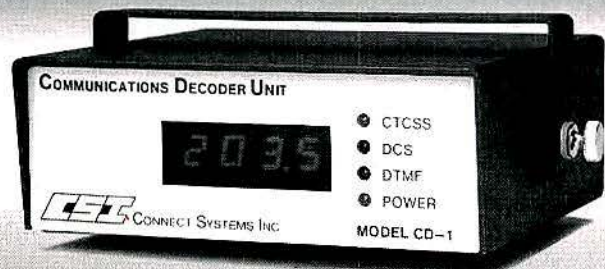 COMMUNICATIONS DECODER UNIT
203.5
CTCSS
DCS
DTMF
POWER
CSI CONNECT SYSTEMS INC
MODEL CD-1